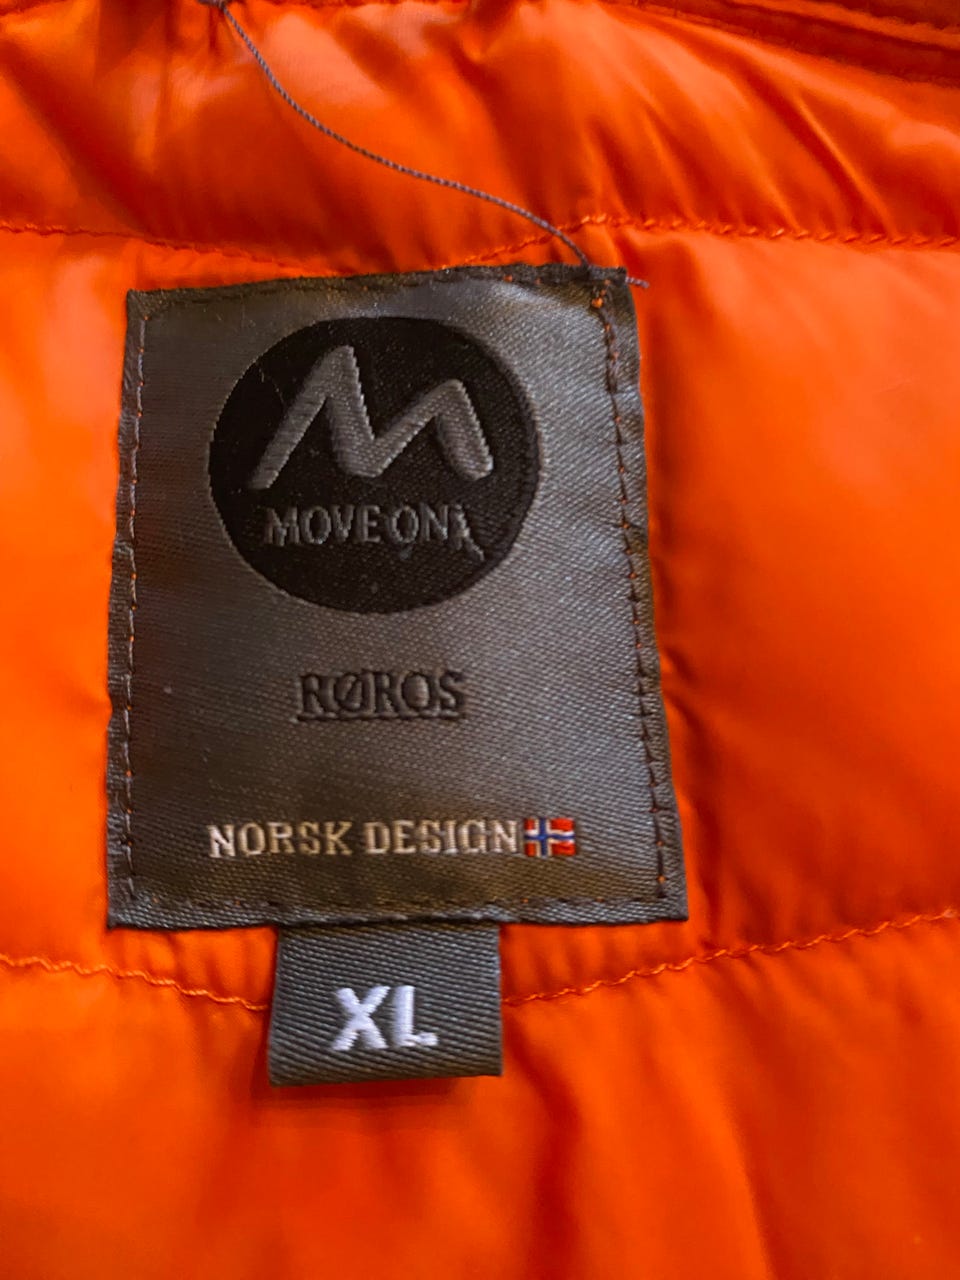 MOVE ON
RØROS
NORSK DESIGN
XL